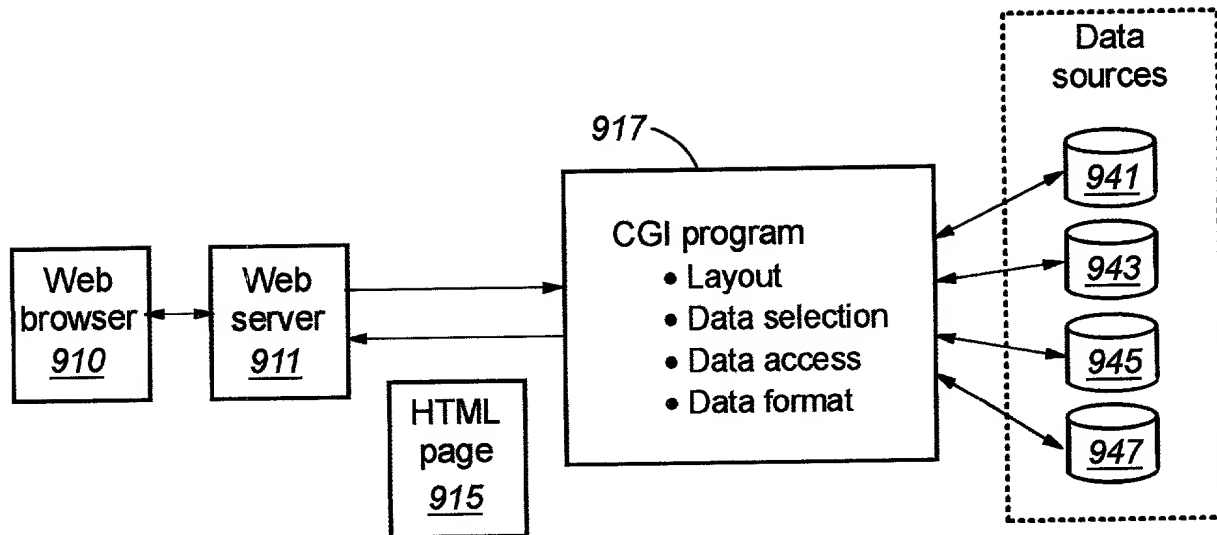 Web
browser
910
Web
server
911
HTML
page
915
917
CGI program
• Layout
• Data selection
• Data access
• Data format
Data
sources
941
943
945
947